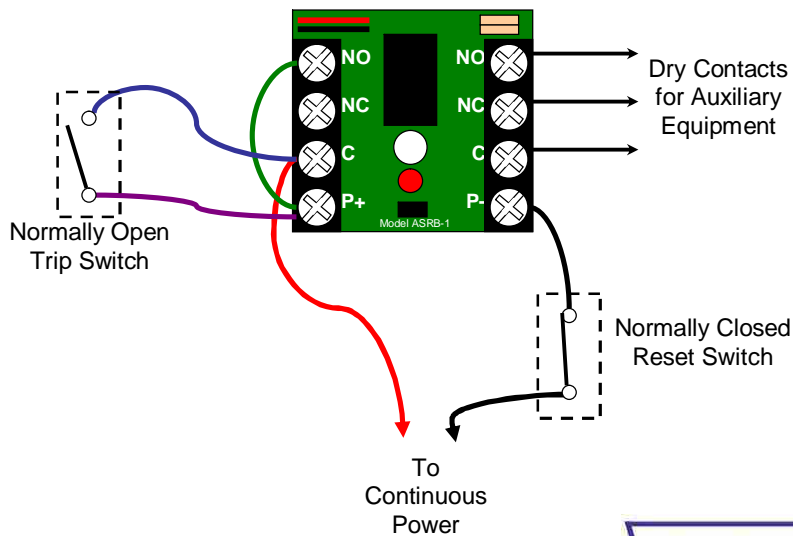 NO
NC
C
P+
NO
NC
C
P-
Model ASRB-1
Dry Contacts
for Auxiliary
Equipment
Normally Open
Trip Switch
Normally Closed
Reset Switch
To
Continuous
Power